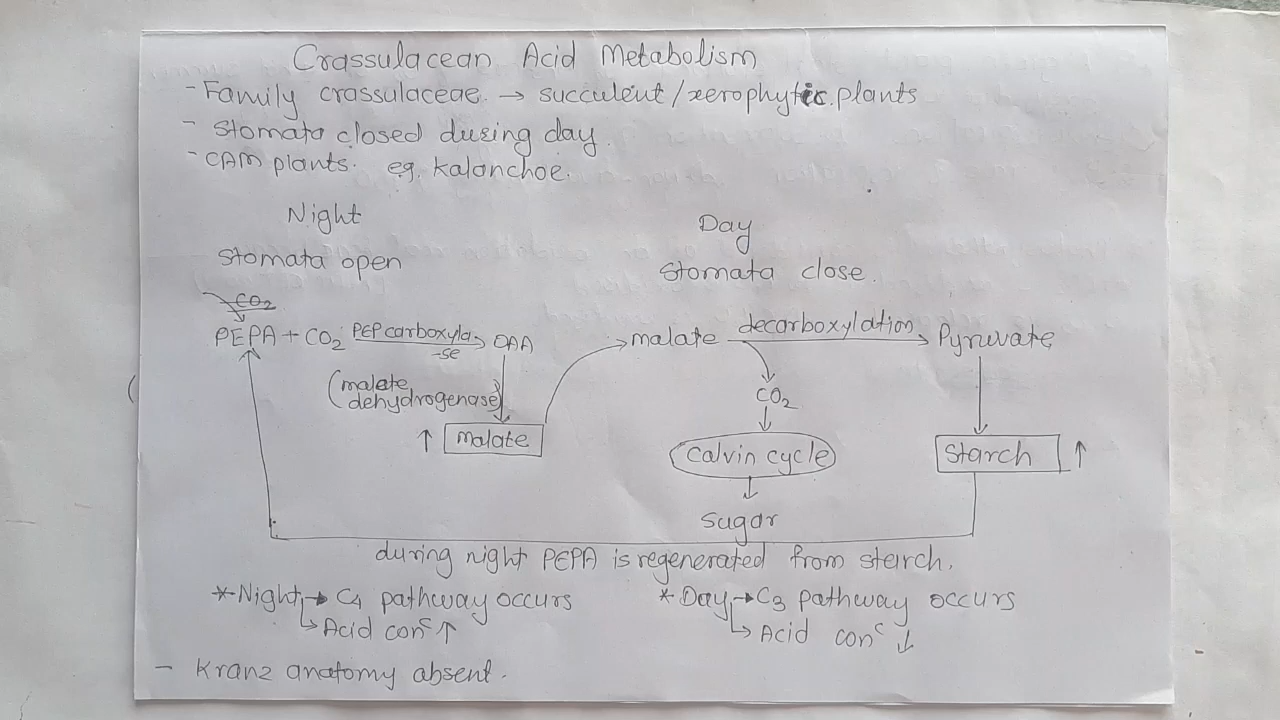 Crassulacean Acid Metabolism
- Family crassulaceae → succulent/xerophytic plants
- Stomata closed during day.
- CAM plants. eg. Kalanchoe.
Night
Day
Stomata open
Stomata close.
CO₂
PEPA + CO₂ PEP carboxyla-se → OAA
malate decarboxylation → Pyruvate
(malate dehydrogenase)
CO₂
↑ malate
Calvin cycle
Starch ↑
sugar
during night PEPA is regenerated from starch.
* Night → C₄ pathway occurs
↳ Acid conᶜ ↑
* Day → C₃ pathway occurs
↳ Acid conᶜ ↓
- Kranz anatomy absent.